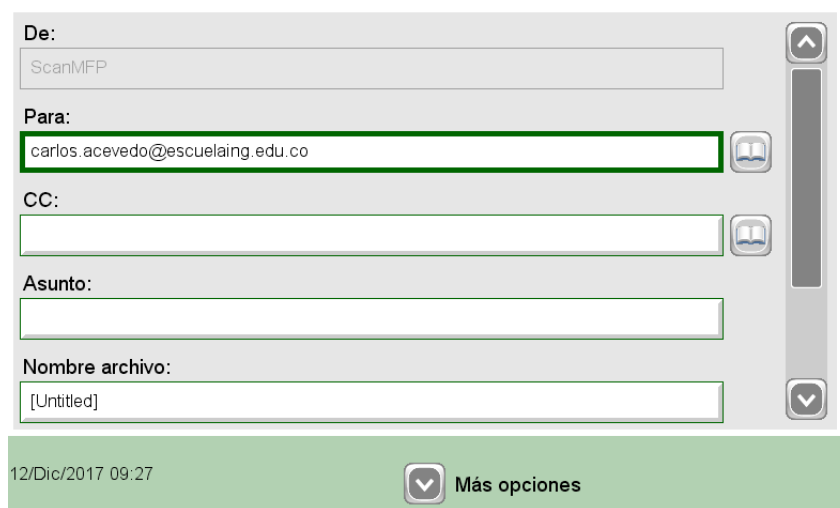 De:
ScanMFP
Para:
carlos.acevedo@escuelaing.edu.co
CC:
Asunto:
Nombre archivo:
[Untitled]
12/Dic/2017 09:27
Más opciones